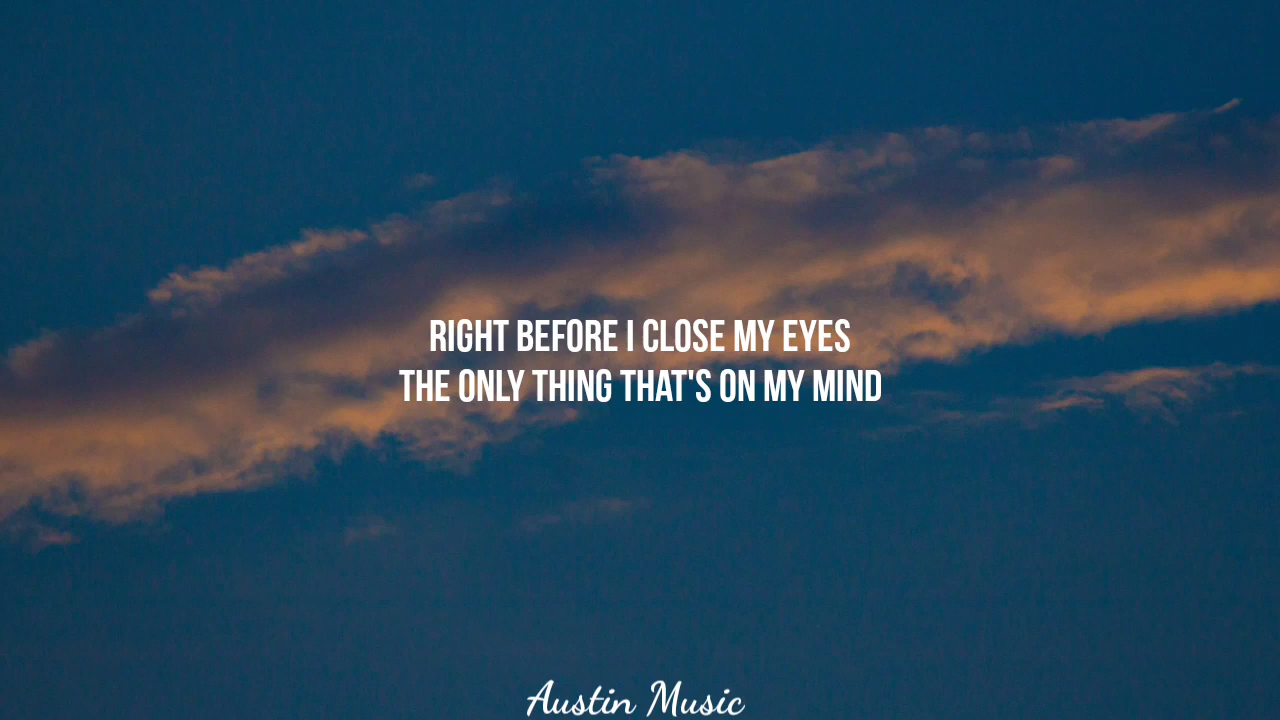 RIGHT BEFORE I CLOSE MY EYES
THE ONLY THING THAT'S ON MY MIND
Austin Music